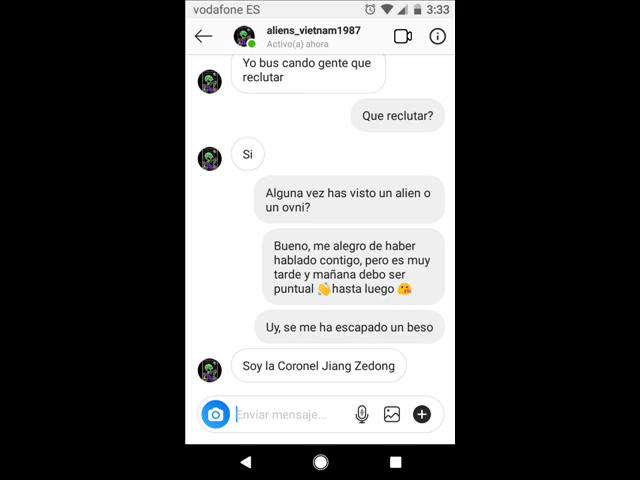 vodafone ES
3:33
aliens_vietnam1987
Activo(a) ahora
Yo bus cando gente que
reclutar
Que reclutar?
Si
Alguna vez has visto un alien o
un ovni?
Bueno, me alegro de haber
hablado contigo, pero es muy
tarde y mañana debo ser
puntual 👋hasta luego 😘
Uy, se me ha escapado un beso
Soy la Coronel Jiang Zedong
Enviar mensaje...